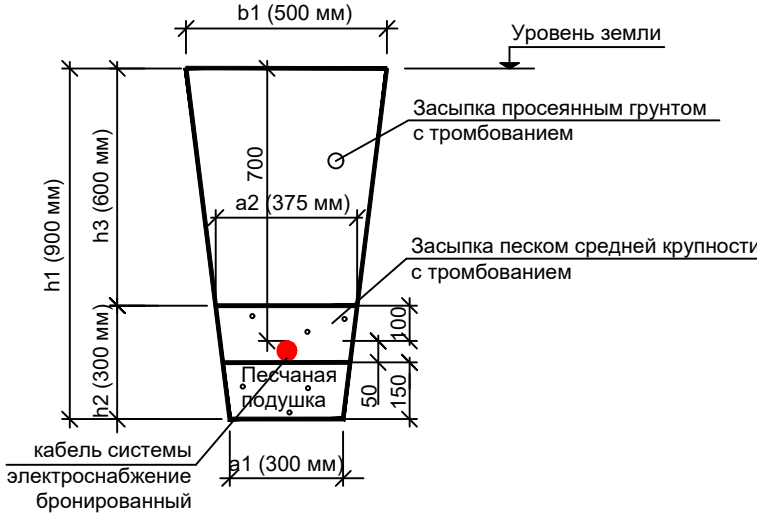 b1 (500 мм)
Уровень земли
Засыпка просеянным грунтом
с тромбованием
700
h3 (600 мм)
h1 (900 мм)
a2 (375 мм)
Засыпка песком средней крупности
с тромбованием
100
h2 (300 мм)
Песчаная
подушка
50
150
кабель системы
электроснабжение
бронированный
a1 (300 мм)